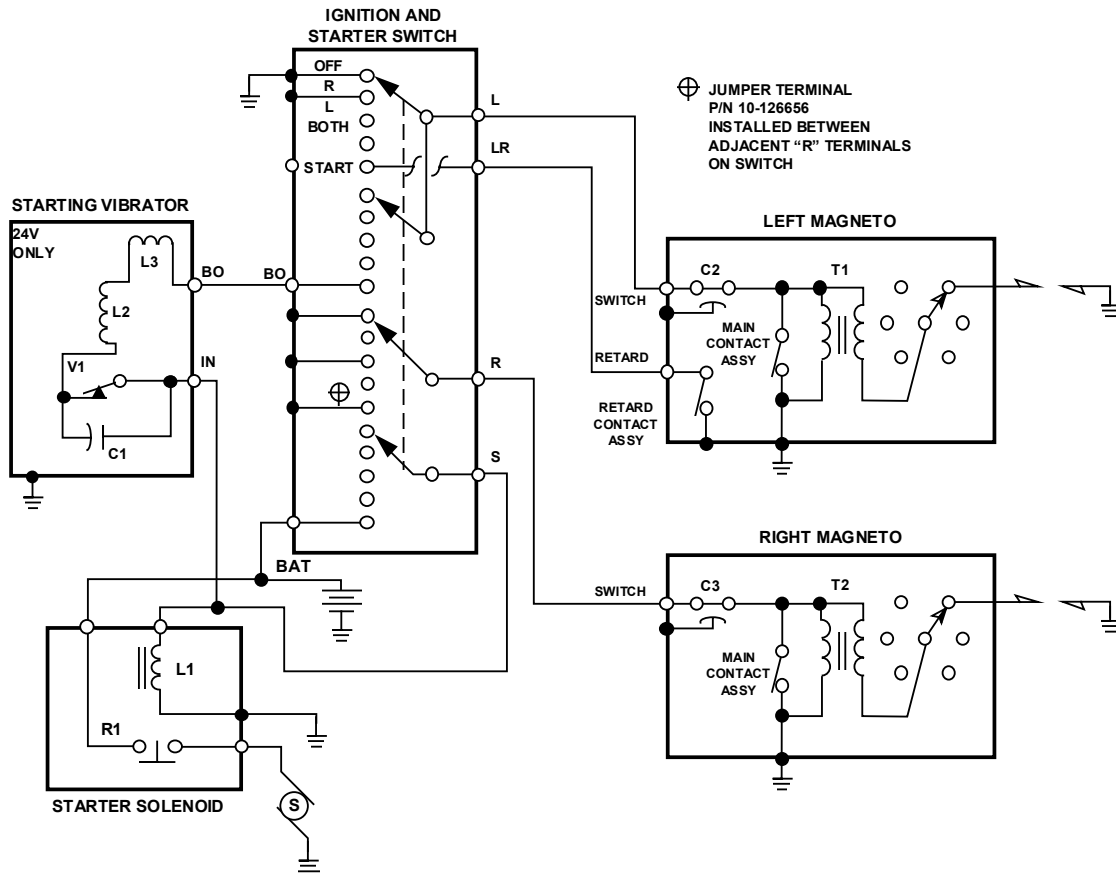 IGNITION AND
STARTER SWITCH
OFF
R
L
BOTH
START
L
LR
JUMPER TERMINAL
P/N 10-126656
INSTALLED BETWEEN
ADJACENT “R” TERMINALS
ON SWITCH
STARTING VIBRATOR
24V
ONLY
L3
L2
V1
C1
BO
BO
IN
R
S
BAT
LEFT MAGNETO
SWITCH
C2
T1
MAIN
CONTACT
ASSY
RETARD
RETARD
CONTACT
ASSY
RIGHT MAGNETO
SWITCH
C3
T2
MAIN
CONTACT
ASSY
L1
R1
S
STARTER SOLENOID